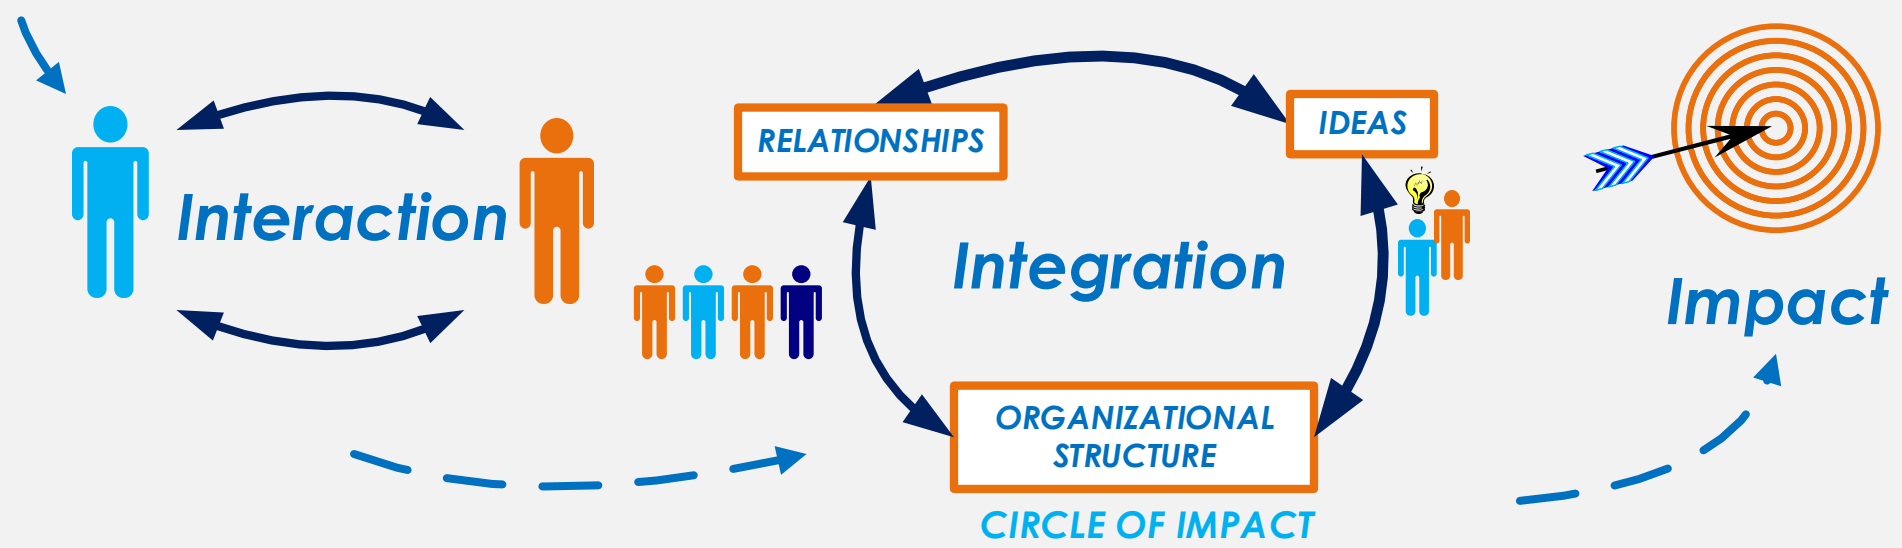 Interaction
RELATIONSHIPS
IDEAS
Integration
Impact
ORGANIZATIONAL
STRUCTURE
CIRCLE OF IMPACT